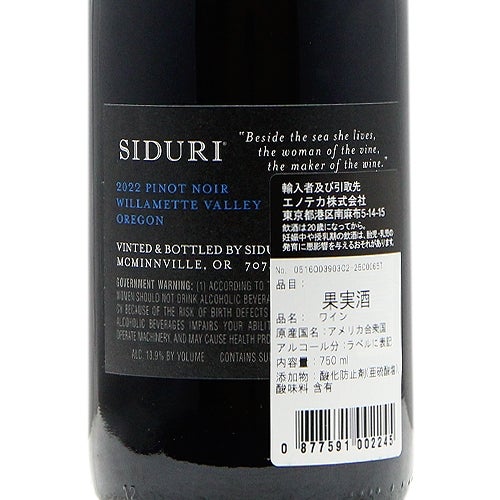 SIDURI®
"Beside the sea she lives,
the woman of the vine,
the maker of the wine."
2022 PINOT NOIR
WILLAMETTE VALLEY
OREGON
VINTED & BOTTLED BY SIDU
MCMINNVILLE, OR 707
GOVERNMENT WARNING: (1) ACCORDING TO
WOMEN SHOULD NOT DRINK ALCOHOLIC BEVERA
CY BECAUSE OF THE RISK OF BIRTH DEFECTS
ALCOHOLIC BEVERAGES IMPAIRS YOUR ABILI
OPERATE MACHINERY, AND MAY CAUSE HEALTH
ALC. 13.9% BY VOLUME CONTAINS SU
輸入者及び引取先
エノテカ株式会社
東京都港区南麻布5-14-15
飲酒は20歳になってから。
妊娠中や授乳期の飲酒は、胎児・乳児の
発育に悪影響を与えるおそれがあります。
No. 051600390302-25000657
品目:
果実酒
品名: ワイン
原産国名:アメリカ合衆国
アルコール分:ラベルに表記
内容量:750 ml
添加物:酸化防止剤(亜硫酸塩)
酸味料 含有
0 877591 002245